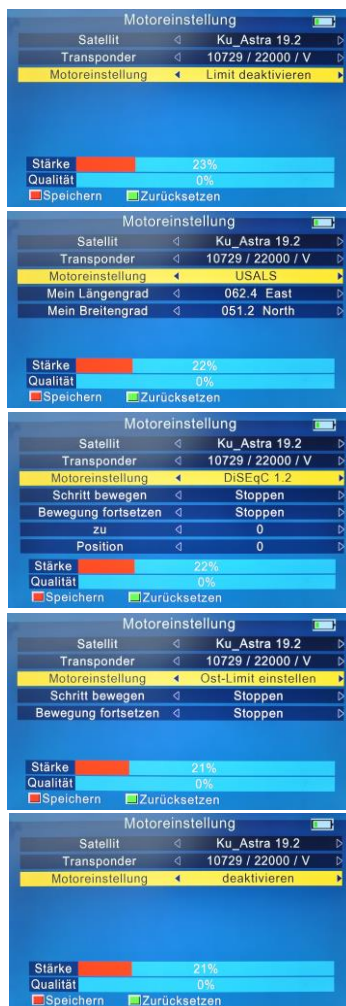 Motoreinstellung
Satellit Ku_Astra 19.2
Transponder 10729 / 22000 / V
Motoreinstellung Limit deaktivieren
Stärke 23%
Qualität 0%
Speichern Zurücksetzen
Motoreinstellung
Satellit Ku_Astra 19.2
Transponder 10729 / 22000 / V
Motoreinstellung USALS
Mein Längengrad 062.4 East
Mein Breitengrad 051.2 North
Stärke 22%
Qualität 0%
Speichern Zurücksetzen
Motoreinstellung
Satellit Ku_Astra 19.2
Transponder 10729 / 22000 / V
Motoreinstellung DiSEqC 1.2
Schritt bewegen Stoppen
Bewegung fortsetzen Stoppen
zu 0
Position 0
Stärke 22%
Qualität 0%
Speichern Zurücksetzen
Motoreinstellung
Satellit Ku_Astra 19.2
Transponder 10729 / 22000 / V
Motoreinstellung Ost-Limit einstellen
Schritt bewegen Stoppen
Bewegung fortsetzen Stoppen
Stärke 21%
Qualität 0%
Speichern Zurücksetzen
Motoreinstellung
Satellit Ku_Astra 19.2
Transponder 10729 / 22000 / V
Motoreinstellung deaktivieren
Stärke 21%
Qualität 0%
Speichern Zurücksetzen